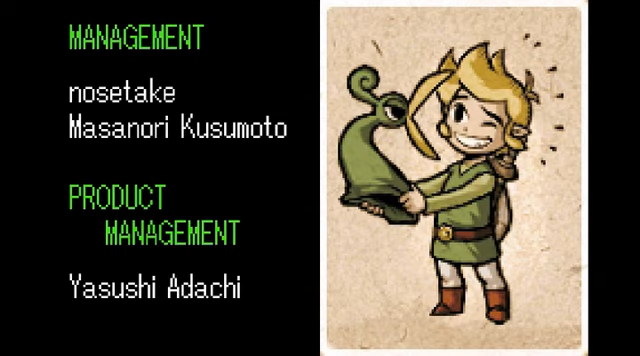 MANAGEMENT
nosetake
Masanori Kusumoto
PRODUCT
MANAGEMENT
Yasushi Adachi